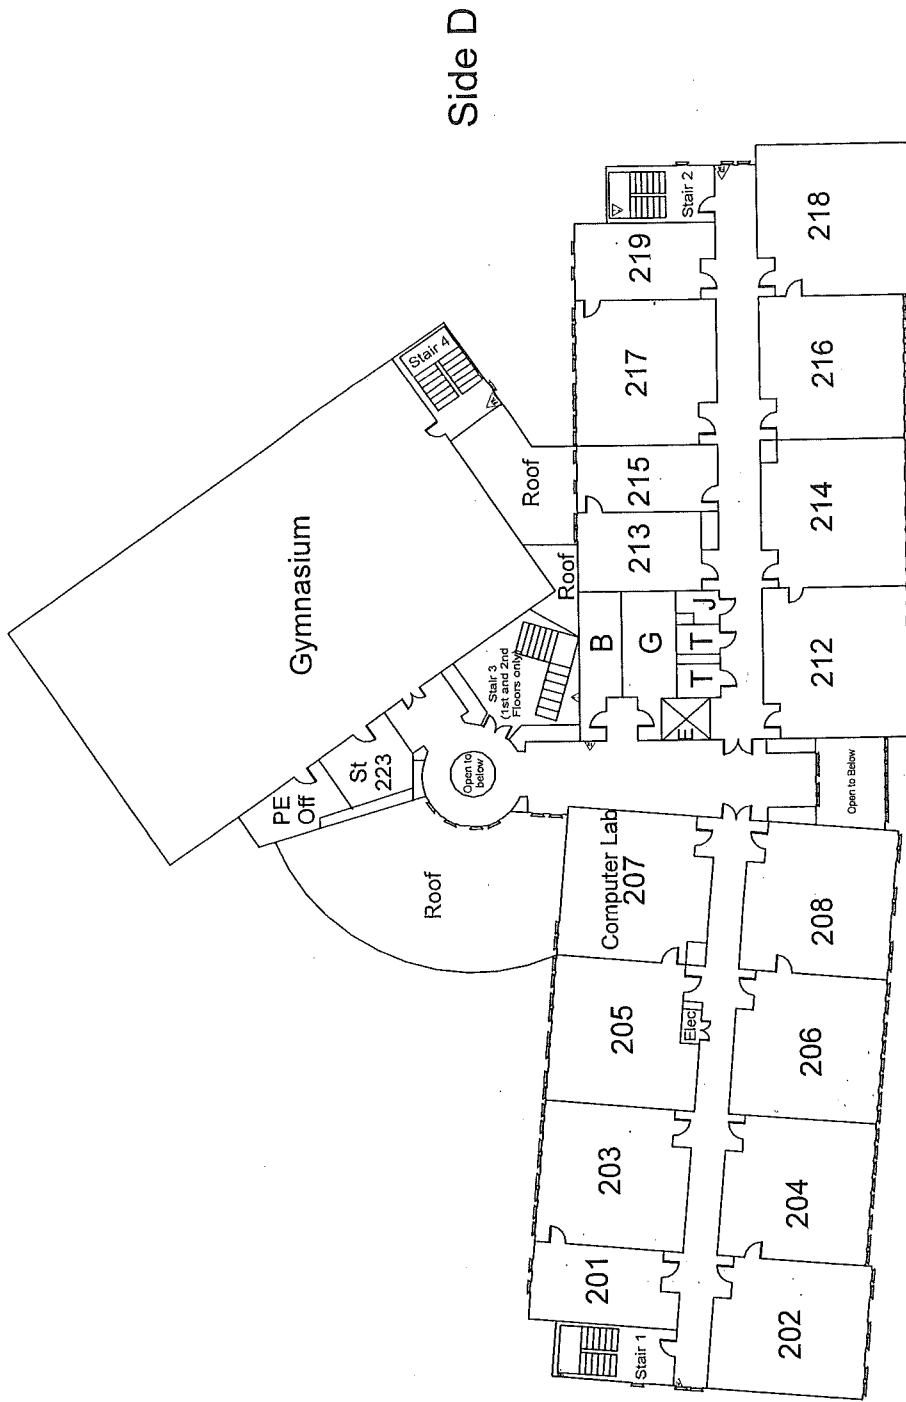 Side D
Gymnasium
Stair 4
Roof
Roof
Stair 3
(1st and 2nd
Floors only)
PE
Off
St
223
Open to
below
Roof
201
203
205
Computer Lab
207
B
G
213
215
217
219
Stair 2
Stair 1
Elec
E
T
T
J
202
204
206
208
Open to Below
212
214
216
218